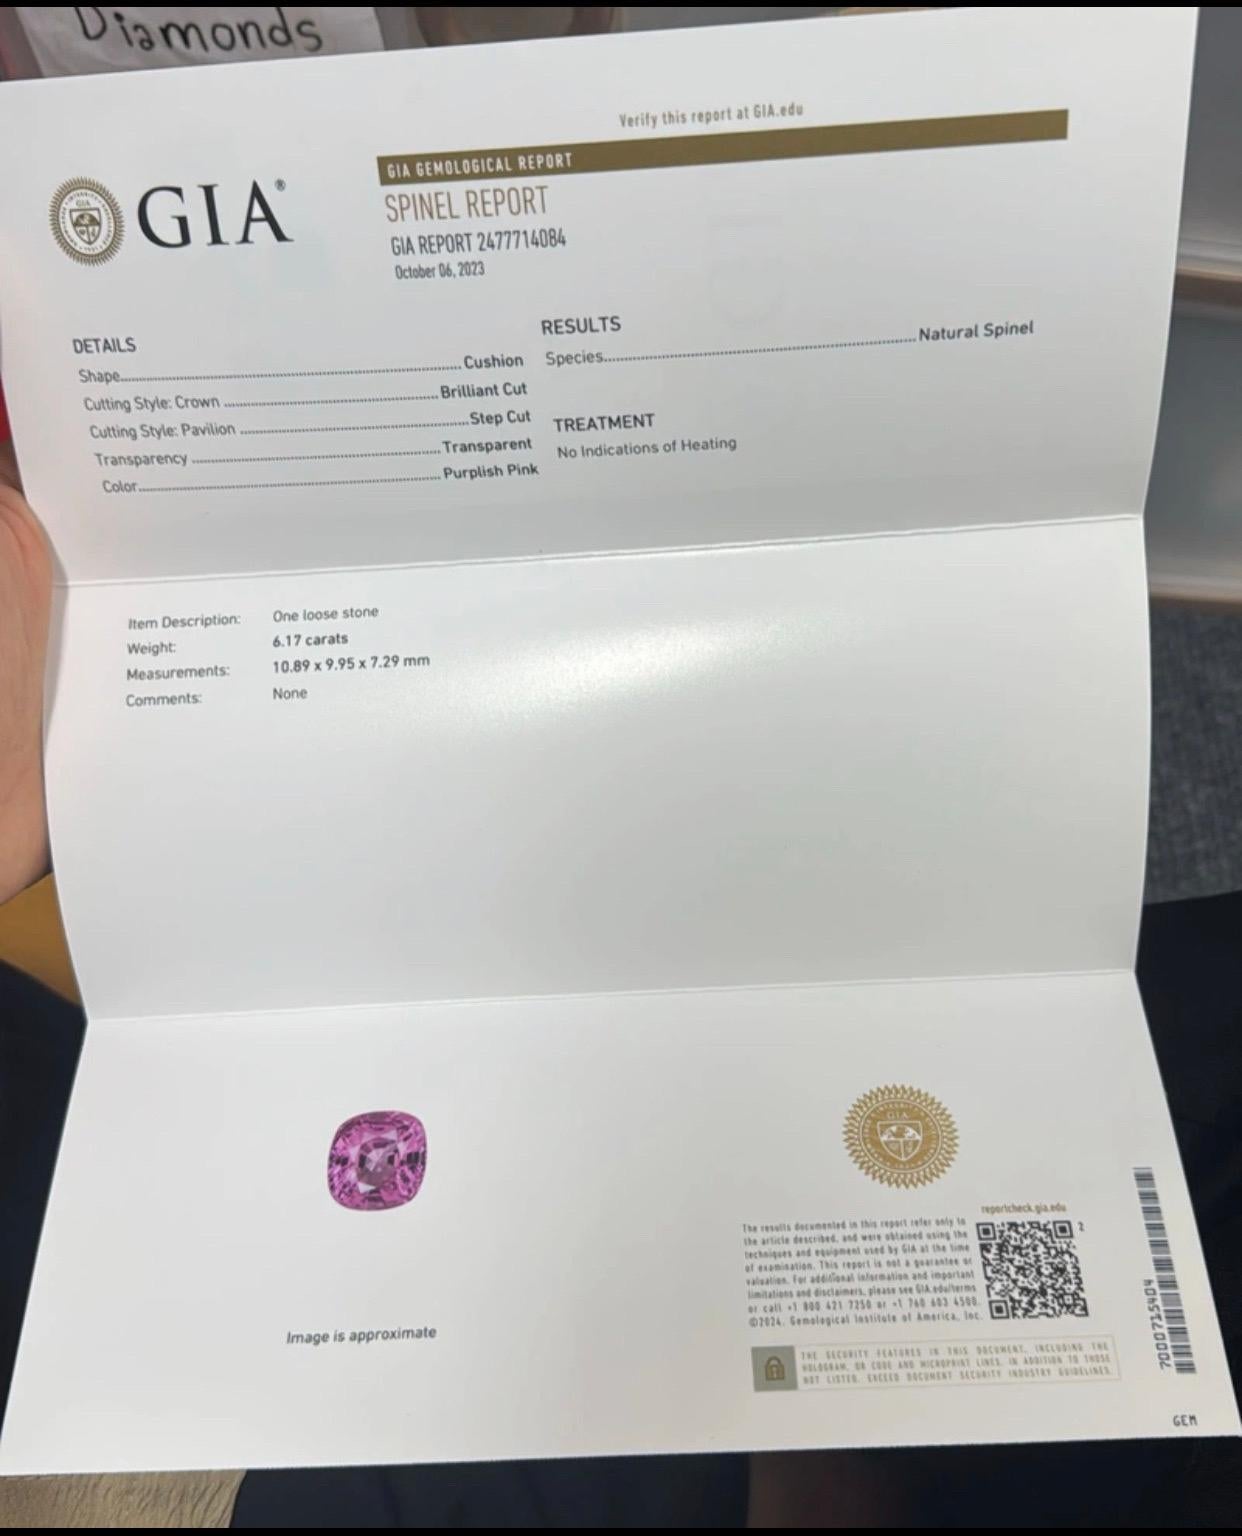 Diamonds
Verify this report at GIA.edu
GIA GEMOLOGICAL REPORT
GIA®
SPINEL REPORT
GIA REPORT 2477714084
October 06, 2023
DETAILS
Shape........Cushion
Cutting Style: Crown........Brilliant Cut
Cutting Style: Pavilion........Step Cut
Transparency........Transparent
Color........Purplish Pink
RESULTS
Species........Natural Spinel
TREATMENT
No Indications of Heating
Item Description: One loose stone
Weight: 6.17 carats
Measurements: 10.89 x 9.95 x 7.29 mm
Comments: None
Image is approximate
GIA
reportcheck.gia.edu
2
The results documented in this report refer only to
the article described, and were obtained using the
techniques and equipment used by GIA at the time
of examination. This report is not a guarantee or
valuation. For additional information and important
limitations and disclaimers, please see GIA.edu/terms
or call +1 800 421 7250 or +1 760 603 4500.
©2024, Gemological Institute of America, Inc.
THE SECURITY FEATURES IN THIS DOCUMENT, INCLUDING THE
HOLOGRAM, QR CODE AND MICROPRINT LINES, IN ADDITION TO THOSE
NOT LISTED, EXCEED DOCUMENT SECURITY INDUSTRY GUIDELINES.
7000715404
GEM